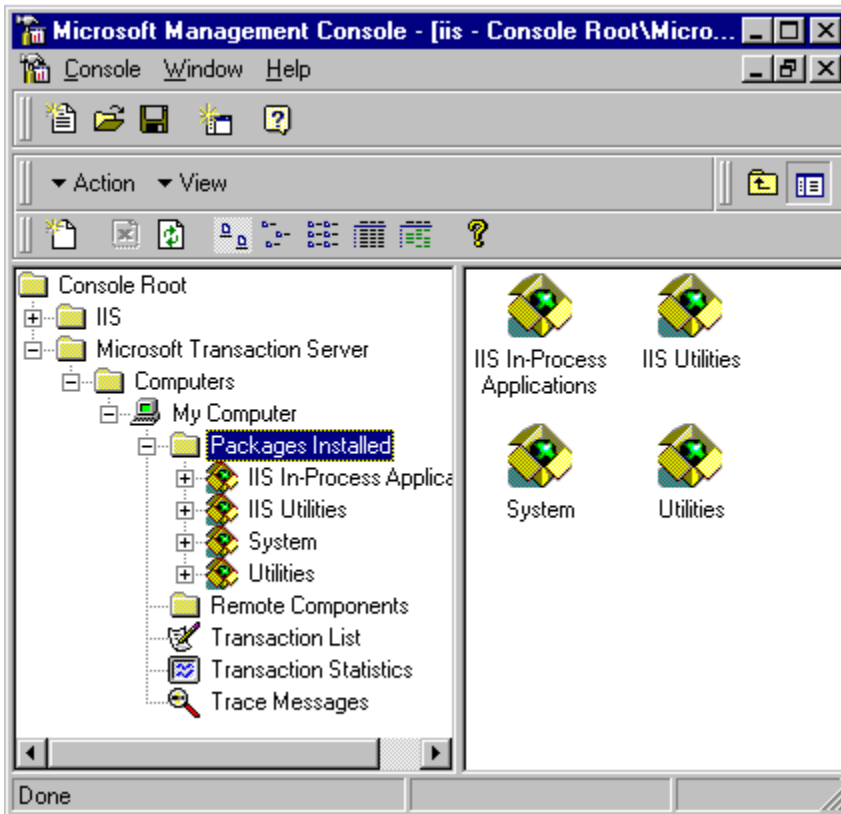 Microsoft Management Console - [iis - Console Root\Micro...
Console Window Help
Action View
Console Root
IIS
Microsoft Transaction Server
Computers
My Computer
Packages Installed
IIS In-Process Applica
IIS Utilities
System
Utilities
Remote Components
Transaction List
Transaction Statistics
Trace Messages
IIS In-Process
Applications
IIS Utilities
System
Utilities
Done